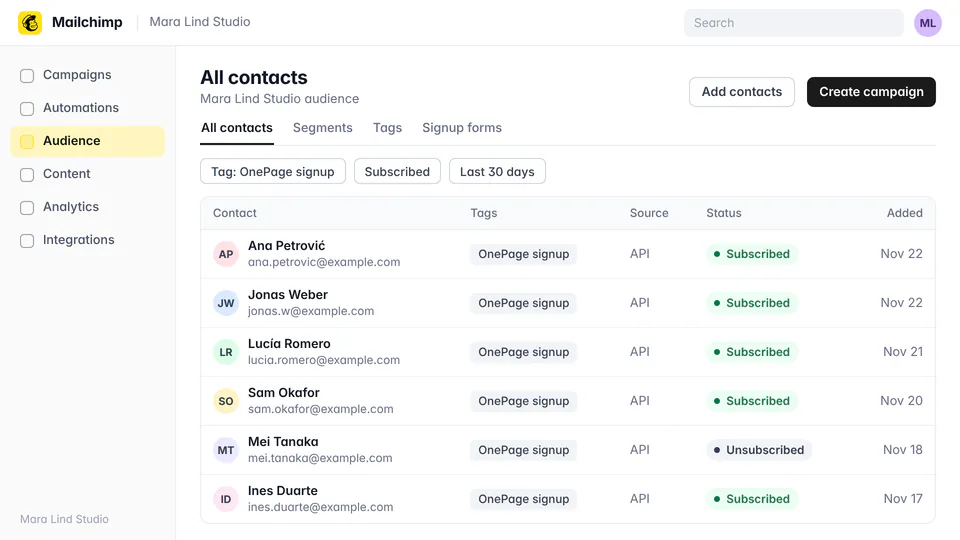 Mailchimp
Mara Lind Studio
Search
ML
Campaigns
Automations
Audience
Content
Analytics
Integrations
Mara Lind Studio
All contacts
Mara Lind Studio audience
Add contacts
Create campaign
All contacts Segments Tags Signup forms
Tag: OnePage signup Subscribed Last 30 days
Contact Tags Source Status Added
AP Ana Petrović OnePage signup API Subscribed Nov 22
ana.petrovic@example.com
JW Jonas Weber OnePage signup API Subscribed Nov 22
jonas.w@example.com
LR Lucía Romero OnePage signup API Subscribed Nov 21
lucia.romero@example.com
SO Sam Okafor OnePage signup API Subscribed Nov 20
sam.okafor@example.com
MT Mei Tanaka OnePage signup API Unsubscribed Nov 18
mei.tanaka@example.com
ID Ines Duarte OnePage signup API Subscribed Nov 17
ines.duarte@example.com